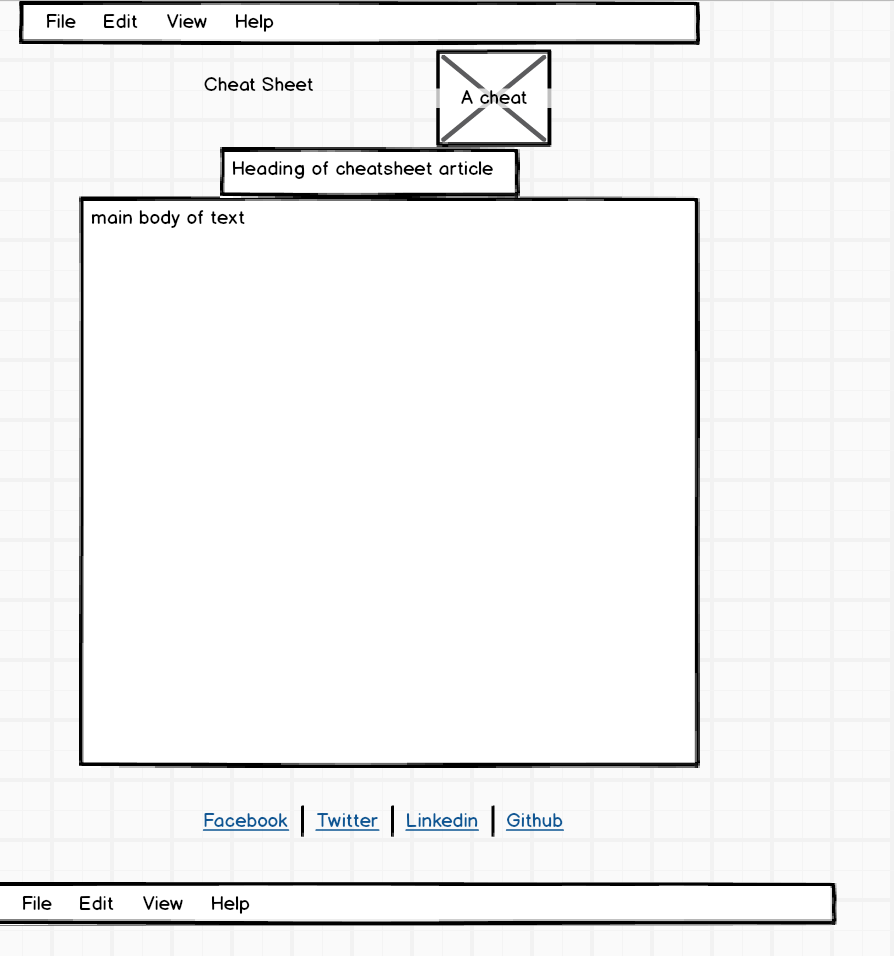 File Edit View Help
Cheat Sheet
A cheat
Heading of cheatsheet article
main body of text
Facebook Twitter Linkedin Github
File Edit View Help